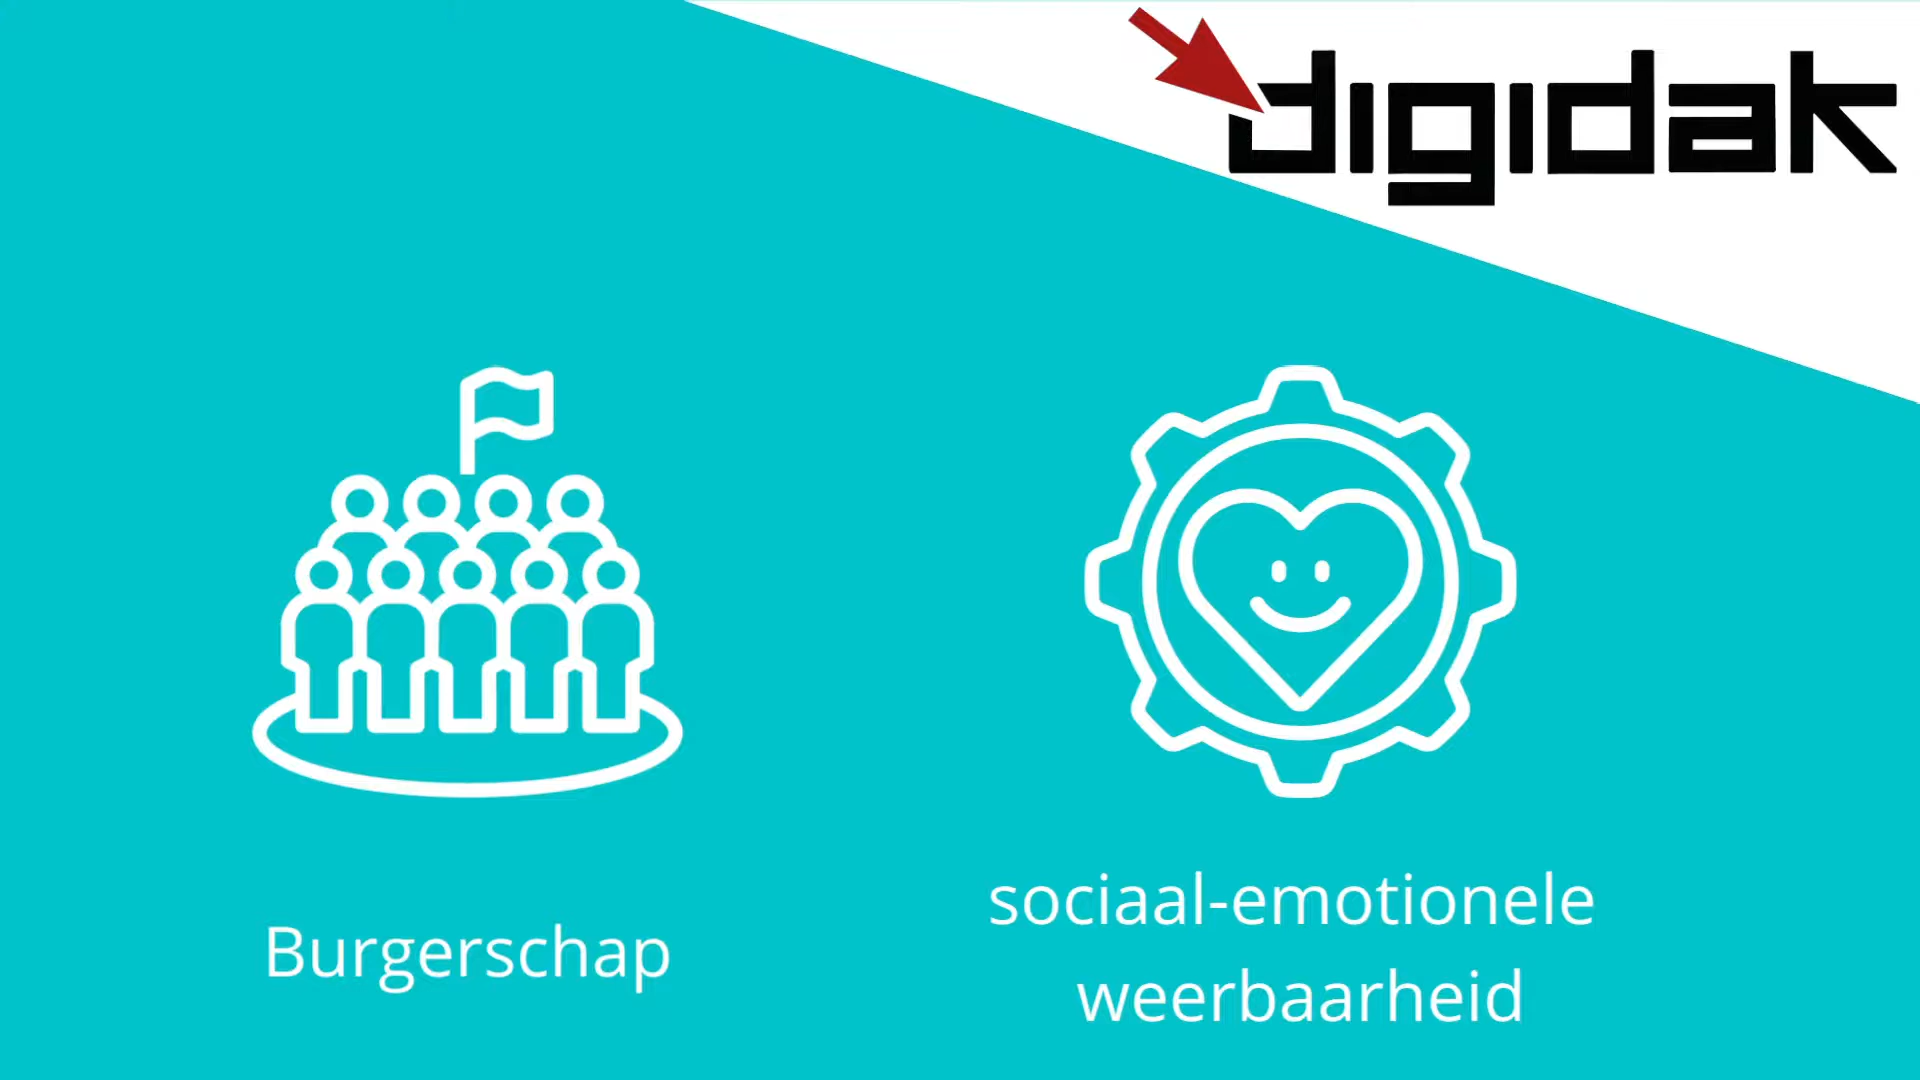 digidak
Burgerschap
sociaal-emotionele
weerbaarheid